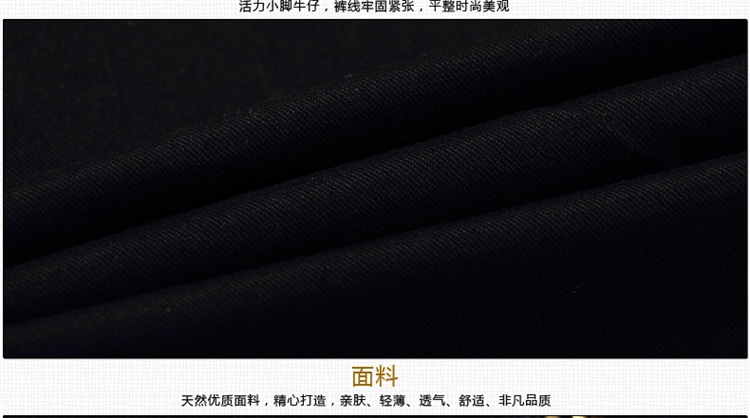 活力小脚牛仔，裤线牢固紧张，平整时尚美观
面料
天然优质面料，精心打造，亲肤、轻薄、透气、舒适、非凡品质